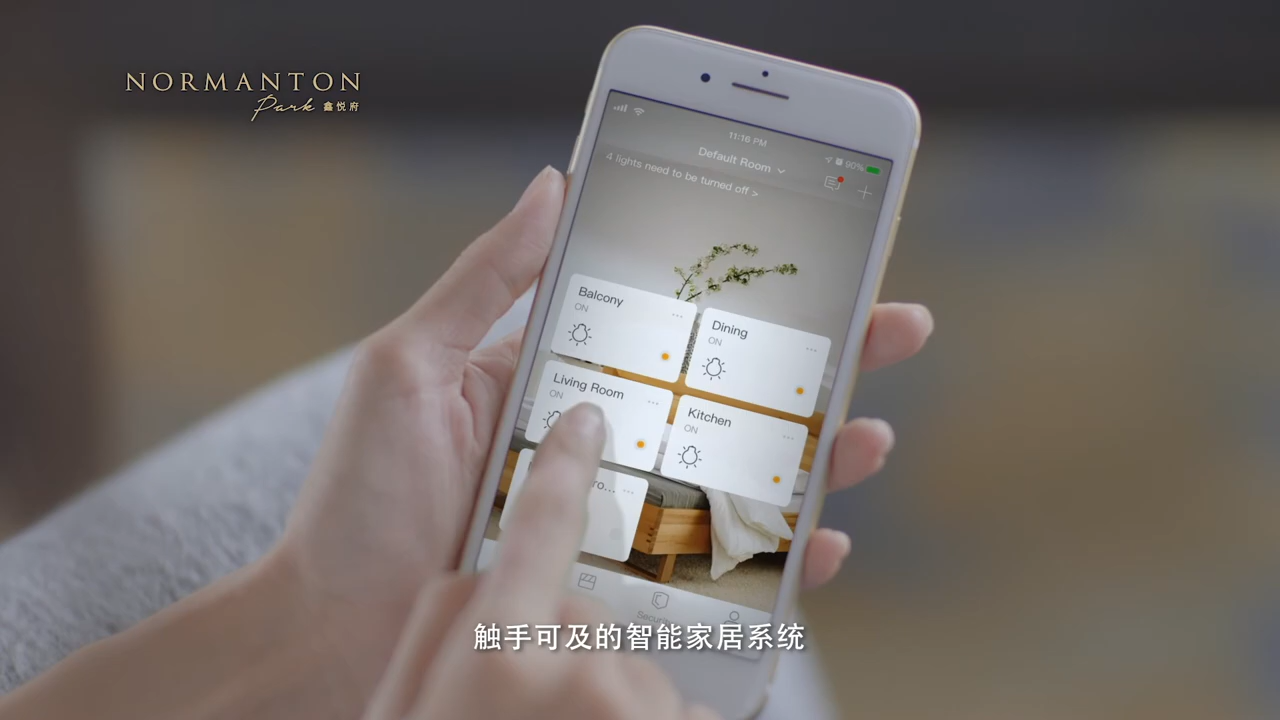 NORMANTON
Park 鑫悦府
11:16 PM
90%
Default Room
4 lights need to be turned off >
Balcony
ON
Dining
ON
Living Room
ON
Kitchen
ON
ro...
触手可及的智能家居系统